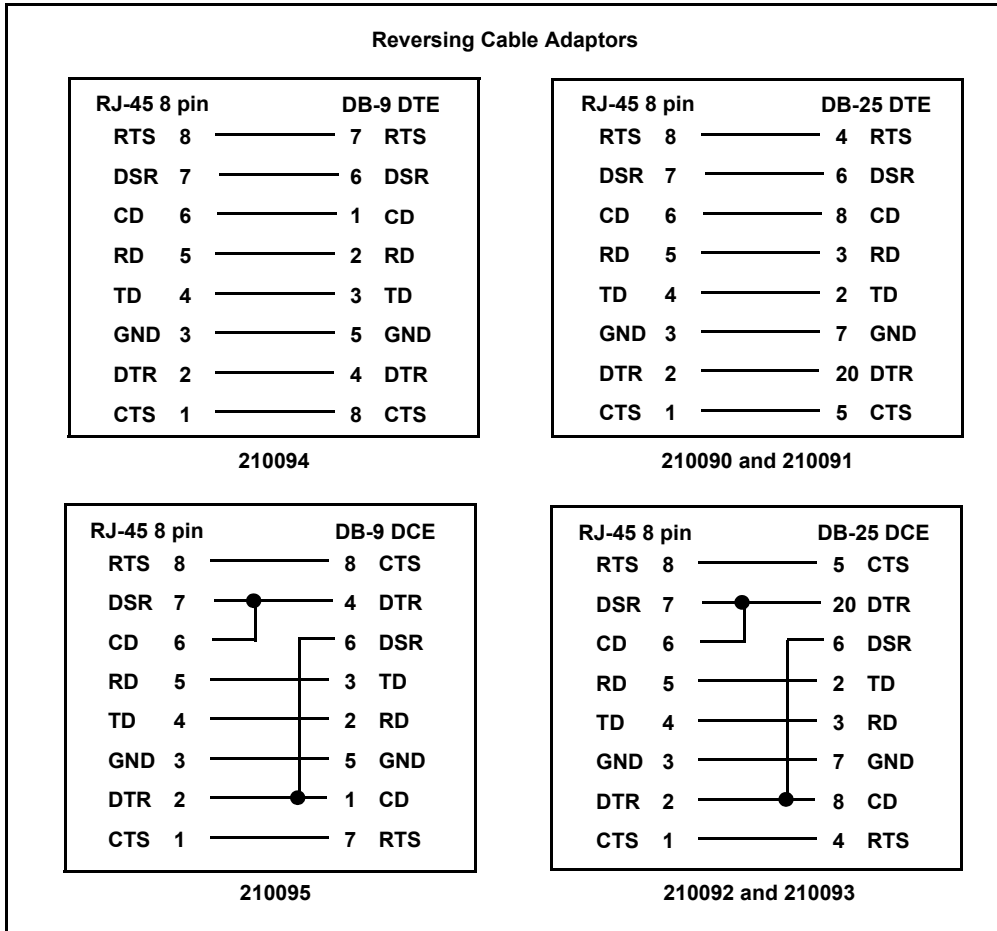 Reversing Cable Adaptors
RJ-45 8 pin DB-9 DTE
RTS 8 7 RTS
DSR 7 6 DSR
CD 6 1 CD
RD 5 2 RD
TD 4 3 TD
GND 3 5 GND
DTR 2 4 DTR
CTS 1 8 CTS
210094
RJ-45 8 pin DB-25 DTE
RTS 8 4 RTS
DSR 7 6 DSR
CD 6 8 CD
RD 5 3 RD
TD 4 2 TD
GND 3 7 GND
DTR 2 20 DTR
CTS 1 5 CTS
210090 and 210091
RJ-45 8 pin DB-9 DCE
RTS 8 8 CTS
DSR 7 4 DTR
CD 6 6 DSR
RD 5 3 TD
TD 4 2 RD
GND 3 5 GND
DTR 2 1 CD
CTS 1 7 RTS
210095
RJ-45 8 pin DB-25 DCE
RTS 8 5 CTS
DSR 7 20 DTR
CD 6 6 DSR
RD 5 2 TD
TD 4 3 RD
GND 3 7 GND
DTR 2 8 CD
CTS 1 4 RTS
210092 and 210093